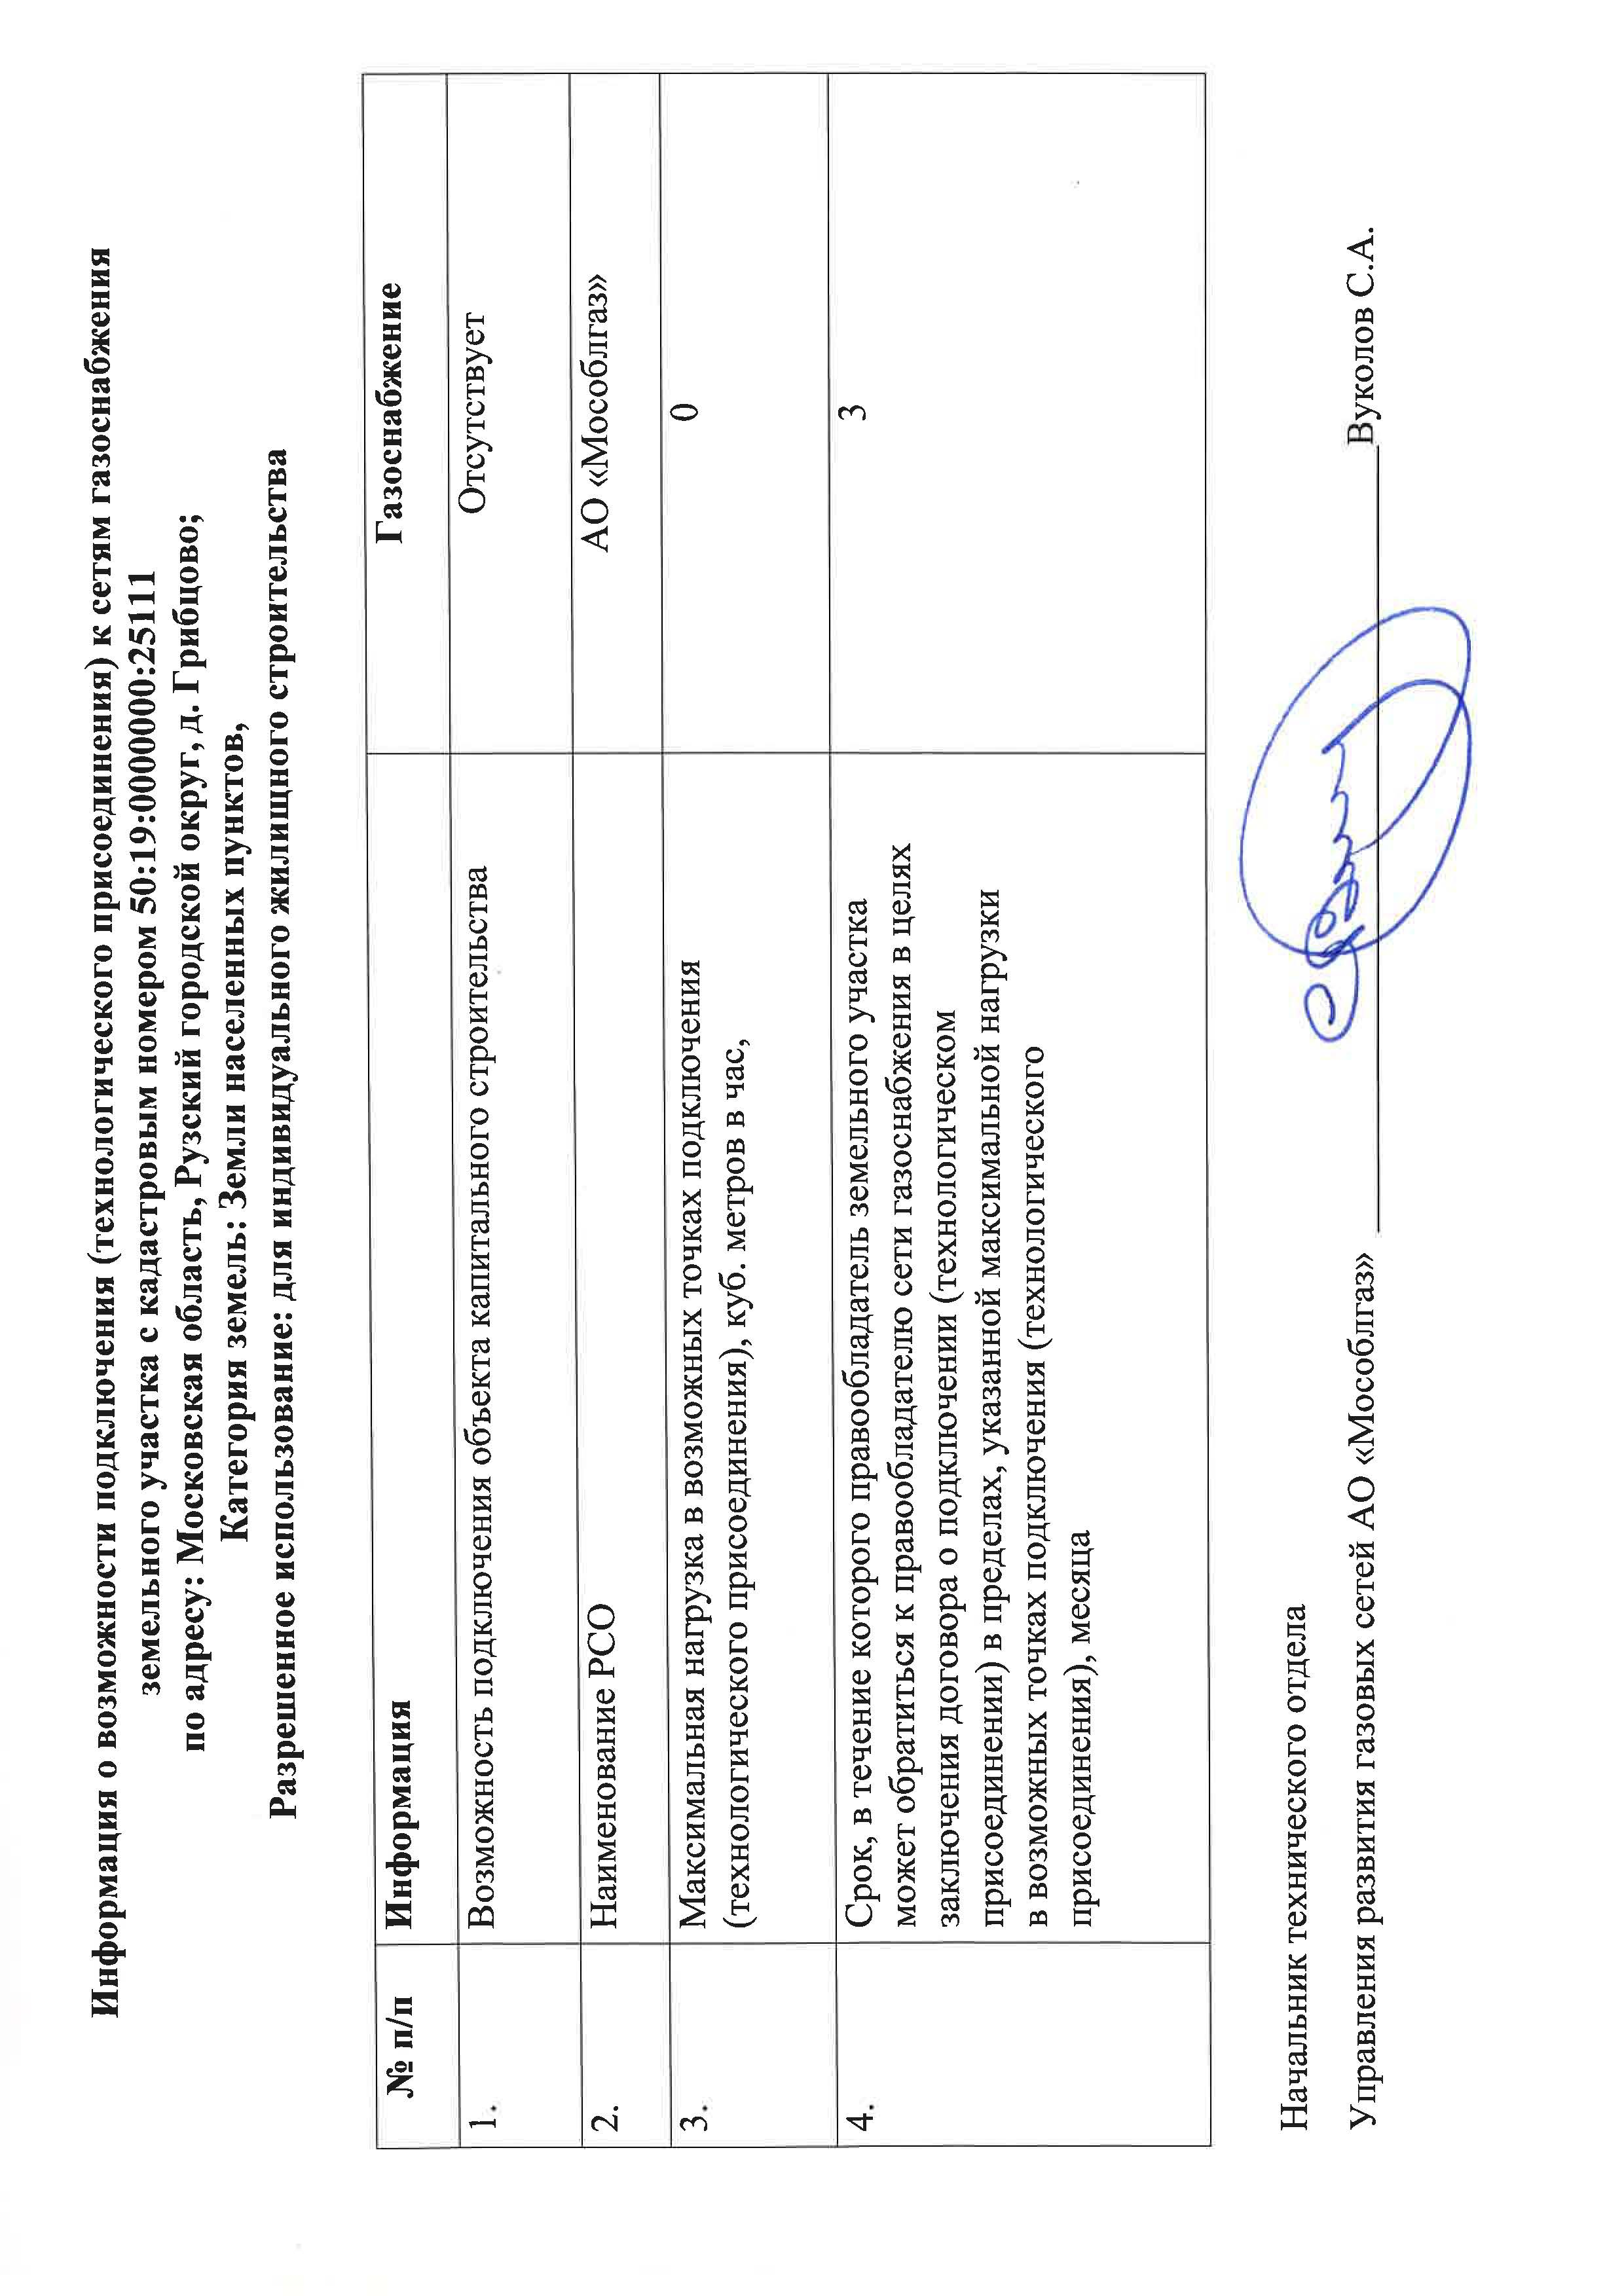 Информация о возможности подключения (технологического присоединения) к сетям газоснабжения
земельного участка с кадастровым номером 50:19:0000000:25111
по адресу: Московская область, Рузский городской округ, д. Грибцово;
Категория земель: Земли населенных пунктов,
Разрешенное использование: для индивидуального жилищного строительства
№ п/п Информация Газоснабжение
1. Возможность подключения объекта капитального строительства Отсутствует
2. Наименование РСО АО «Мособлгаз»
3. Максимальная нагрузка в возможных точках подключения 0
(технологического присоединения), куб. метров в час,
4. Срок, в течение которого правообладатель земельного участка 3
может обратиться к правообладателю сети газоснабжения в целях
заключения договора о подключении (технологическом
присоединении) в пределах, указанной максимальной нагрузки
в возможных точках подключения (технологического
присоединения), месяца
Начальник технического отдела
Управления развития газовых сетей АО «Мособлгаз» Вуколов С.А.